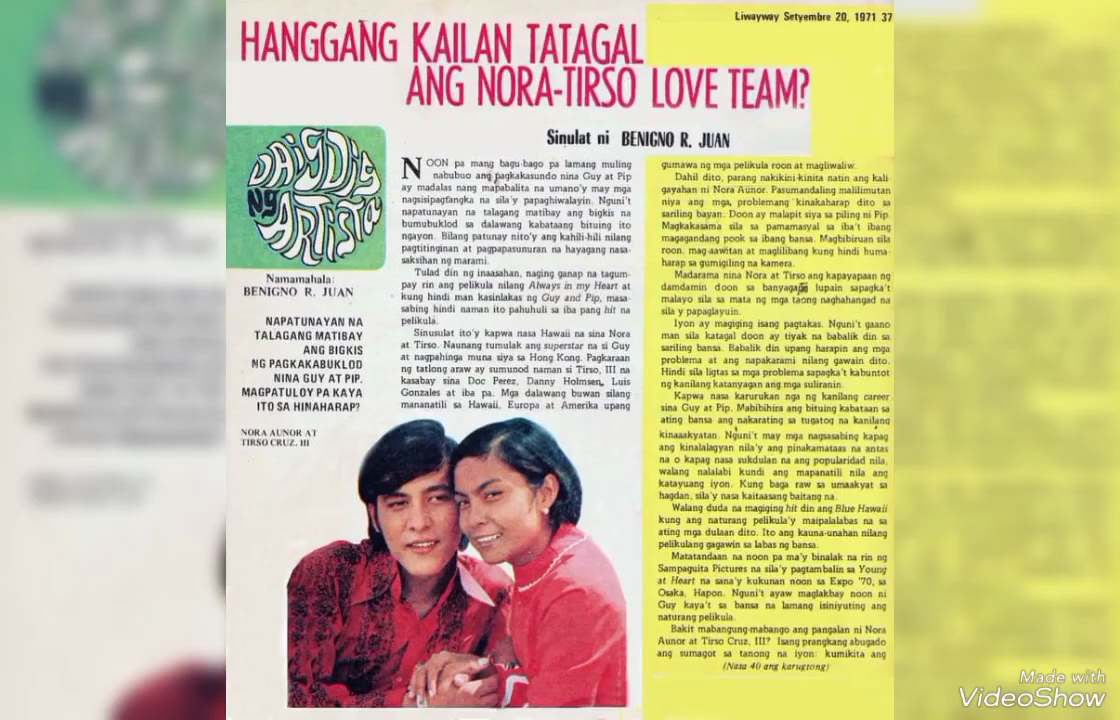 Liwayway Setyembre 20, 1971 37
HANGGANG KAILAN TATAGAL
ANG NORA-TIRSO LOVE TEAM?
Sinulat ni BENIGNO R. JUAN
DAIGDIG
NG
ARTISTA
Namamahala:
BENIGNO R. JUAN
NAPATUNAYAN NA
TALAGANG MATIBAY
ANG BIGKIS
NG PAGKAKABUKLOD
NINA GUY AT PIP.
MAGPATULOY PA KAYA
ITO SA HINAHARAP?
NORA AUNOR AT
TIRSO CRUZ, III
NOON pa mang bagu-bago pa lamang muling
nabubuo ang pagkakasundo nina Guy at Pip
ay madalas nang mapabalita na umano'y may mga
nagsisipagtangka na sila'y papaghiwalayin. Nguni't
napatunayan na talagang matibay ang bigkis na
bumubuklod sa dalawang kabataang bituing ito
ngayon. Bilang patunay nito'y ang kahili-hili nilang
pagtitinginan at pagpapasunuran na hayagang nasa-
saksihan ng marami.
Tulad din ng inaasahan, naging ganap na tagum-
pay rin ang pelikula nilang Always in my Heart at
kung hindi man kasinlakas ng Guy and Pip, masa-
sabing hindi naman ito pahuhuli sa iba pang hit na
pelikula.
Sinusulat ito'y kapwa nasa Hawaii na sina Nora
at Tirso. Naunang tumulak ang superstar na si Guy
at nagpahinga muna siya sa Hong Kong. Pagkaraan
ng tatlong araw ay sumunod naman si Tirso, III na
kasabay sina Doc Perez, Danny Holmsen, Luis
Gonzales at iba pa. Mga dalawang buwan silang
mananatili sa Hawaii, Europa at Amerika upang
gumawa ng mga pelikula roon at magliwaliw.
Dahil dito, parang nakikini-kinita natin ang kali-
gayahan ni Nora Aunor. Pasumandaling malilimutan
niya ang mga problemang kinakaharap dito sa
sariling bayan. Doon ay malapit siya sa piling ni Pip.
Magkakasama sila sa pamamasyal sa iba't ibang
magagandang pook sa ibang bansa. Magbibiruan sila
roon, mag-aawitan at maglilibang kung hindi huma-
harap sa gumigiling na kamera.
Madarama nina Nora at Tirso ang kapayapaan ng
damdamin doon sa banyagang lupain sapagka't
malayo sila sa mata ng mga taong naghahangad na
sila'y papaglayuin.
Iyon ay magiging isang pagtakas. Nguni't gaano
man sila katagal doon ay tiyak na babalik din sa
sariling bansa. Babalik din upang harapin ang mga
problema at ang napakarami nilang gawain dito.
Hindi sila ligtas sa mga problema sapagka't kabuntot
ng kanilang katanyagan ang mga suliranin.
Kapwa nasa karurukan nga ng kanilang career
sina Guy at Pip. Mabibihira ang bituing kabataan sa
ating bansa ang nakarating sa tugatog na kanilang
kinaaakyatan. Nguni't may mga nagsasabing kapag
ang kinalalagyan nila'y ang pinakamataas na antas
na o kapag nasa sukdulan na ang popularidad nila,
walang nalalabi kundi ang mapanatili nila ang
katayuang iyon. Kung baga raw sa umaakyat sa
hagdan, sila'y nasa kaitaasang baitang na.
Walang duda na magiging hit din ang Blue Hawaii
kung ang naturang pelikula'y maipalalabas na sa
ating mga dulaan dito. Ito ang kauna-unahan nilang
pelikulang gagawin sa labas ng bansa.
Matatandaan na noon pa ma'y binalak na rin ng
Sampaguita Pictures na sila'y pagtambalin sa Young
at Heart na sana'y kukunan noon sa Expo '70, sa
Osaka, Hapon. Nguni't ayaw maglakbay noon ni
Guy kaya't sa bansa na lamang isiniyuting ang
naturang pelikula.
Bakit mabangung-mabango ang pangalan ni Nora
Aunor at Tirso Cruz, III? Isang prangkang abugado
ang sumagot sa tanong na iyon: kumikita ang
(Nasa 40 ang karugtong)
Made with
VideoShow